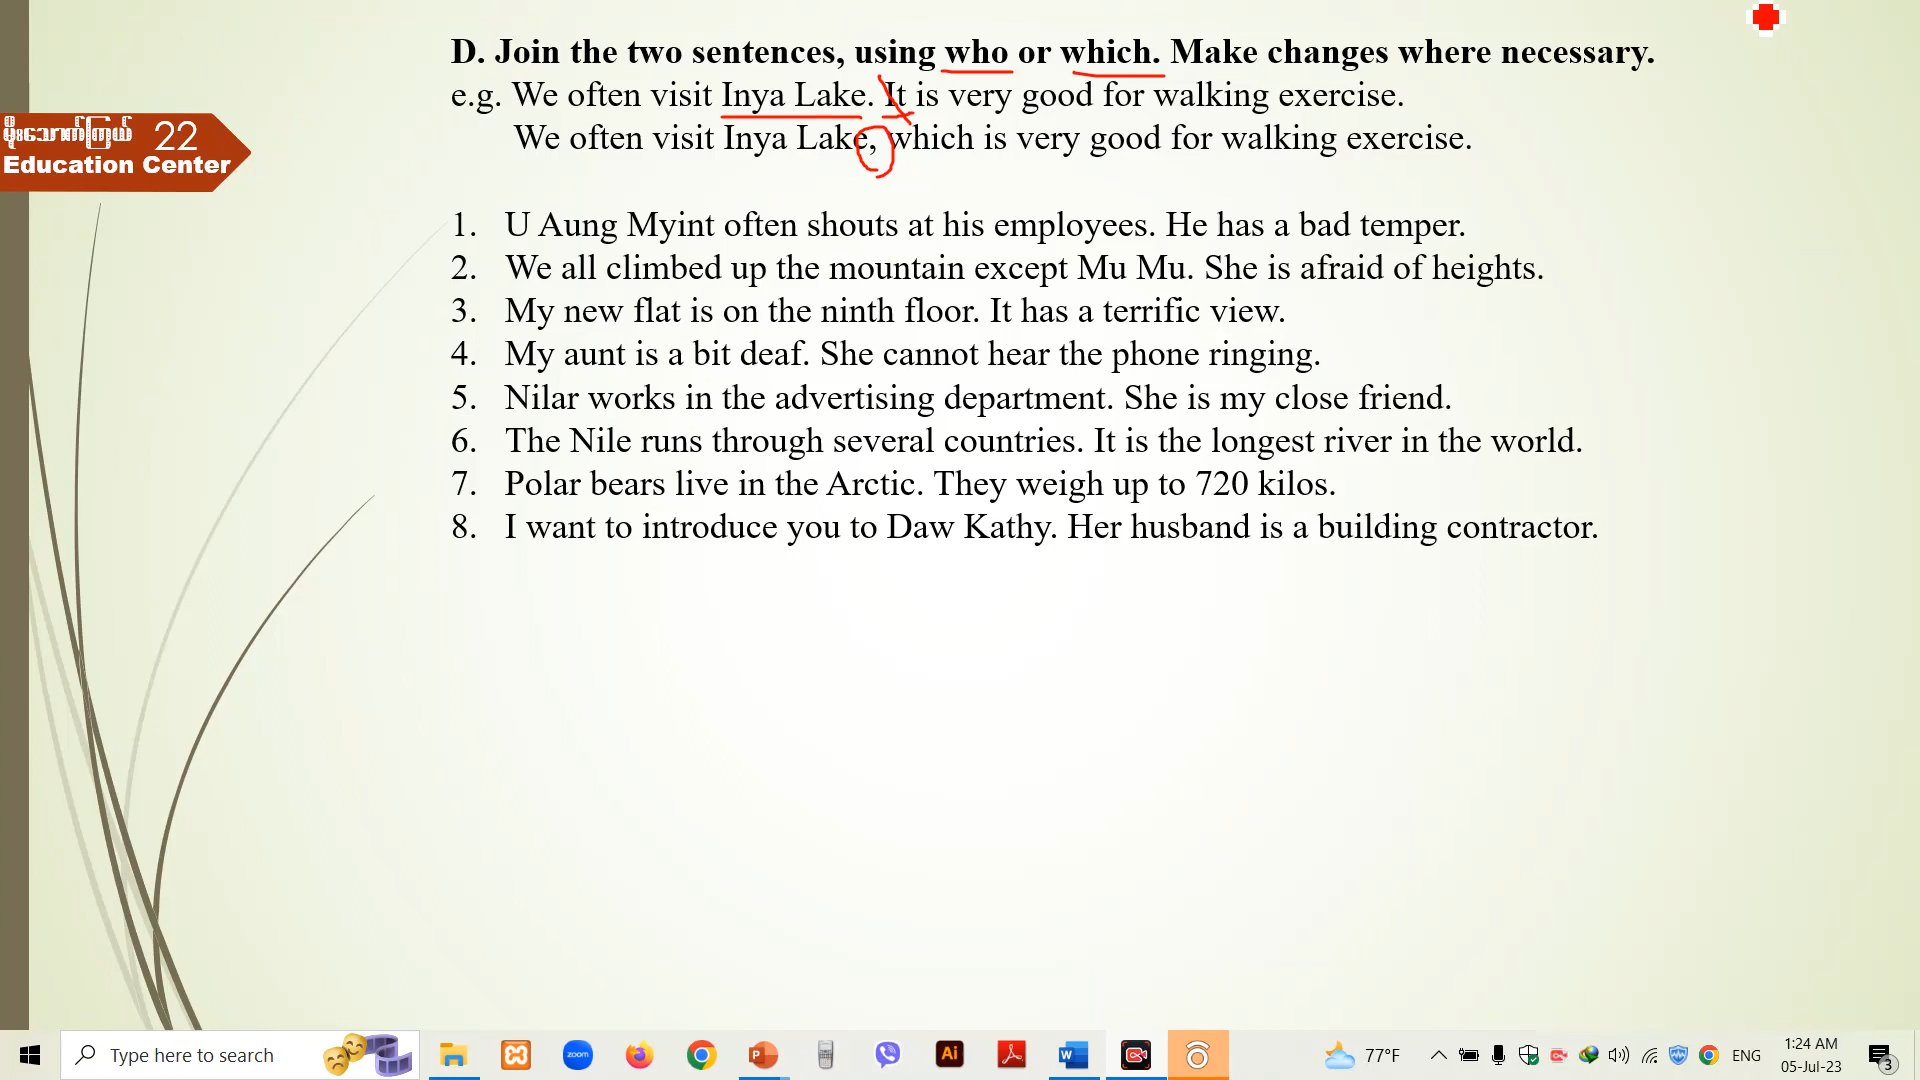 D. Join the two sentences, using who or which. Make changes where necessary.
e.g. We often visit Inya Lake. It is very good for walking exercise.
We often visit Inya Lake, which is very good for walking exercise.
22
Education Center
1. U Aung Myint often shouts at his employees. He has a bad temper.
2. We all climbed up the mountain except Mu Mu. She is afraid of heights.
3. My new flat is on the ninth floor. It has a terrific view.
4. My aunt is a bit deaf. She cannot hear the phone ringing.
5. Nilar works in the advertising department. She is my close friend.
6. The Nile runs through several countries. It is the longest river in the world.
7. Polar bears live in the Arctic. They weigh up to 720 kilos.
8. I want to introduce you to Daw Kathy. Her husband is a building contractor.
Type here to search
zoom
P
Ai
W
77°F
ENG
1:24 AM
05-Jul-23
3